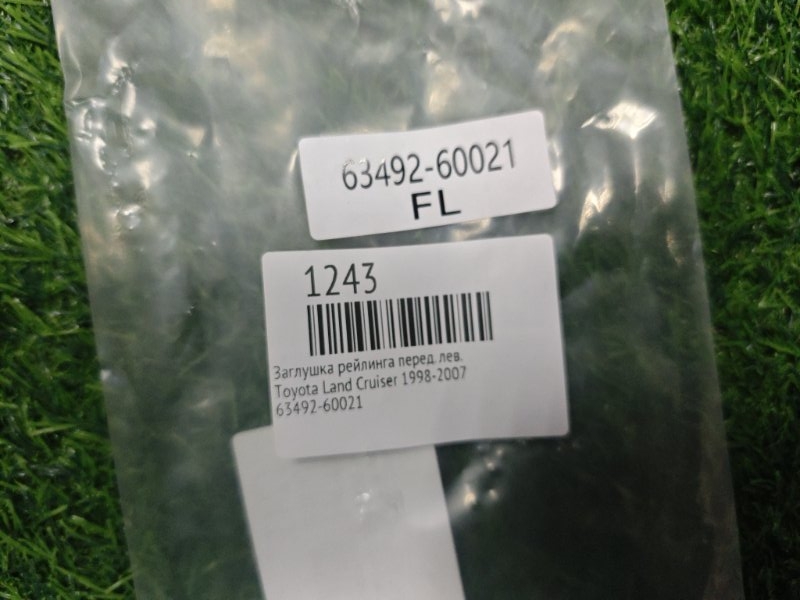 63492-60021
FL
1243
Заглушка рейлинга перед. лев.
Toyota Land Cruiser 1998-2007
63492-60021